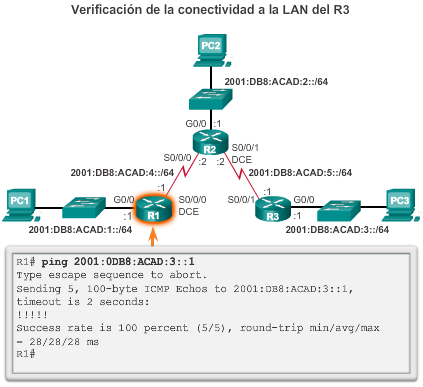 Verificación de la conectividad a la LAN del R3
PC2
2001:DB8:ACAD:2::/64
G0/0
:1
R2
S0/0/0
:2
:2
S0/0/1
DCE
2001:DB8:ACAD:4::/64
2001:DB8:ACAD:5::/64
PC1
G0/0
:1
:1
R1
S0/0/0
DCE
:1
S0/0/1
R3
G0/0
:1
PC3
2001:DB8:ACAD:1::/64
2001:DB8:ACAD:3::/64
R1# ping 2001:0DB8:ACAD:3::1
Type escape sequence to abort.
Sending 5, 100-byte ICMP Echos to 2001:DB8:ACAD:3::1,
timeout is 2 seconds:
!!!!!
Success rate is 100 percent (5/5), round-trip min/avg/max
= 28/28/28 ms
R1#